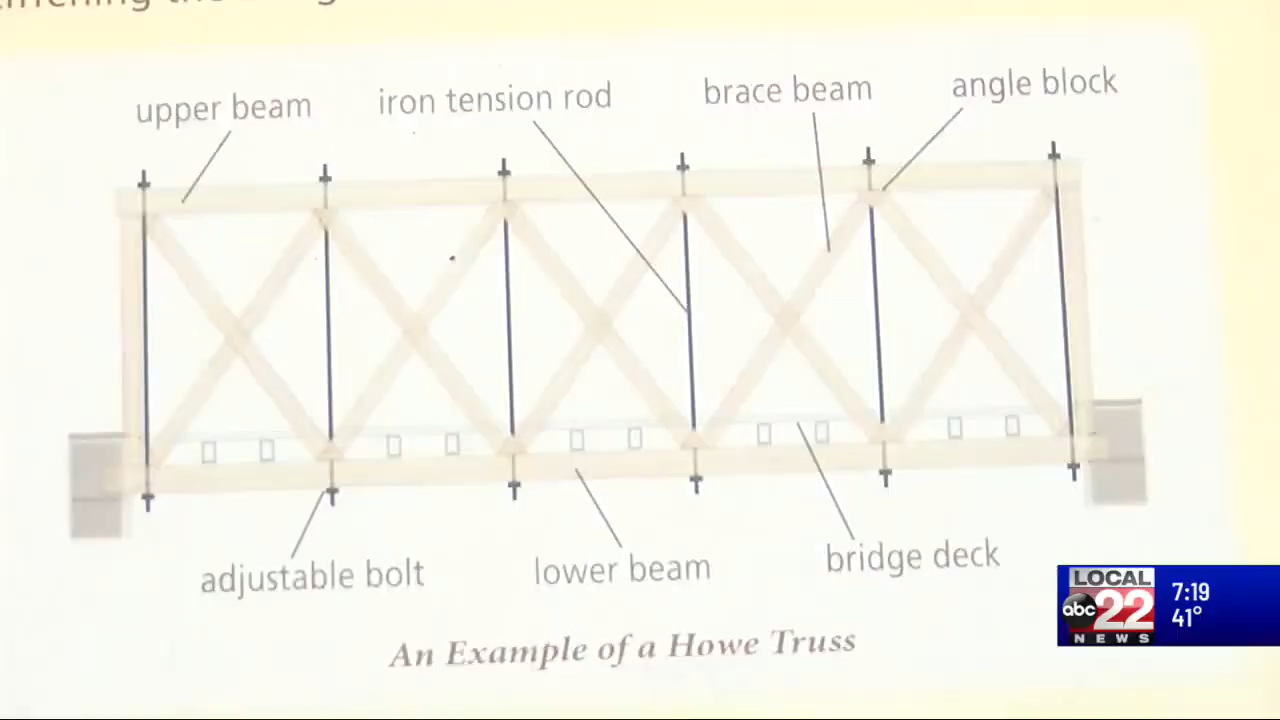 upper beam
iron tension rod
brace beam
angle block
adjustable bolt
lower beam
bridge deck
An Example of a Howe Truss
LOCAL
abc 22
NEWS
7:19
41°